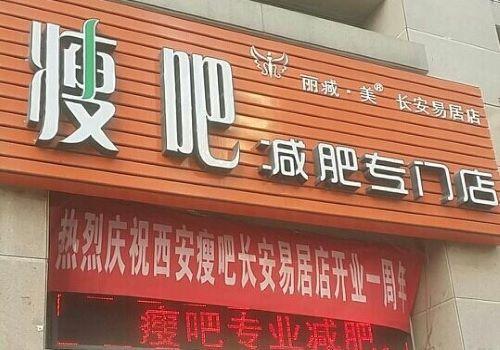 丽臧·美® 长安易居店
瘦吧 减肥专门店
热烈庆祝西安瘦吧长安易居店开业一周年
瘦吧专业减肥